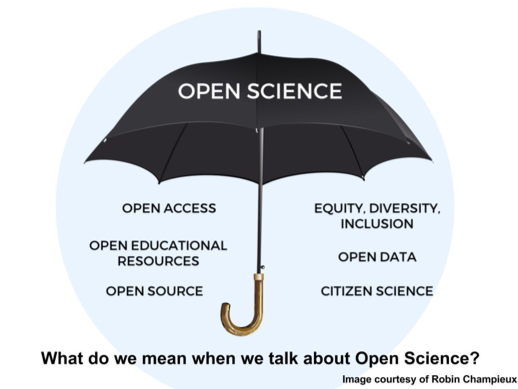 OPEN SCIENCE
OPEN ACCESS
OPEN EDUCATIONAL
RESOURCES
OPEN SOURCE
EQUITY, DIVERSITY,
INCLUSION
OPEN DATA
CITIZEN SCIENCE
What do we mean when we talk about Open Science?
Image courtesy of Robin Champieux